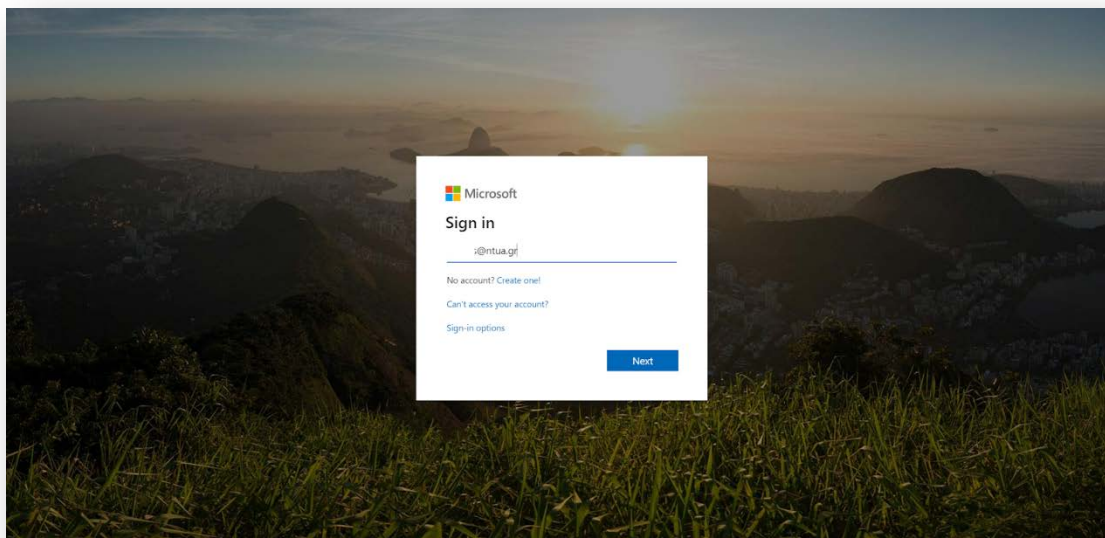 Microsoft
Sign in
@ntua.gr
No account? Create one!
Can't access your account?
Sign-in options
Next